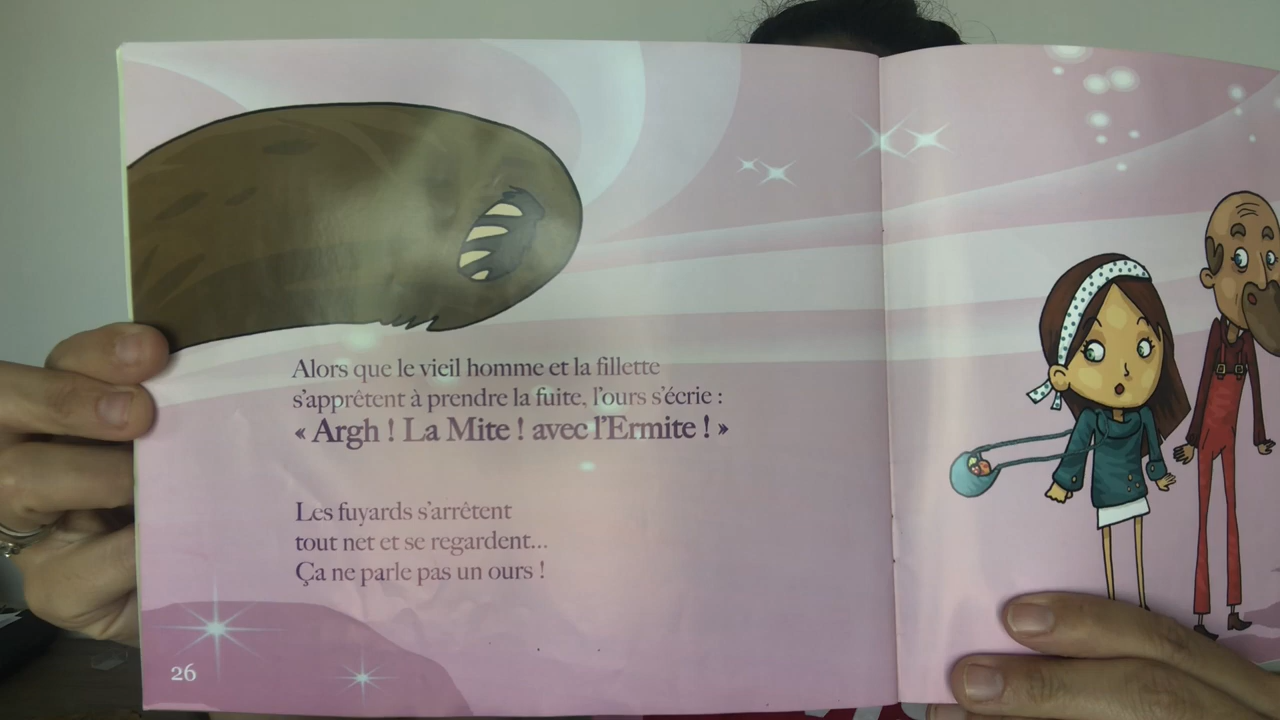 Alors que le vieil homme et la fillette
s'apprêtent à prendre la fuite, l'ours s'écrie :
« Argh ! La Mite ! avec l'Ermite ! »
Les fuyards s'arrêtent
tout net et se regardent...
Ça ne parle pas un ours !
26